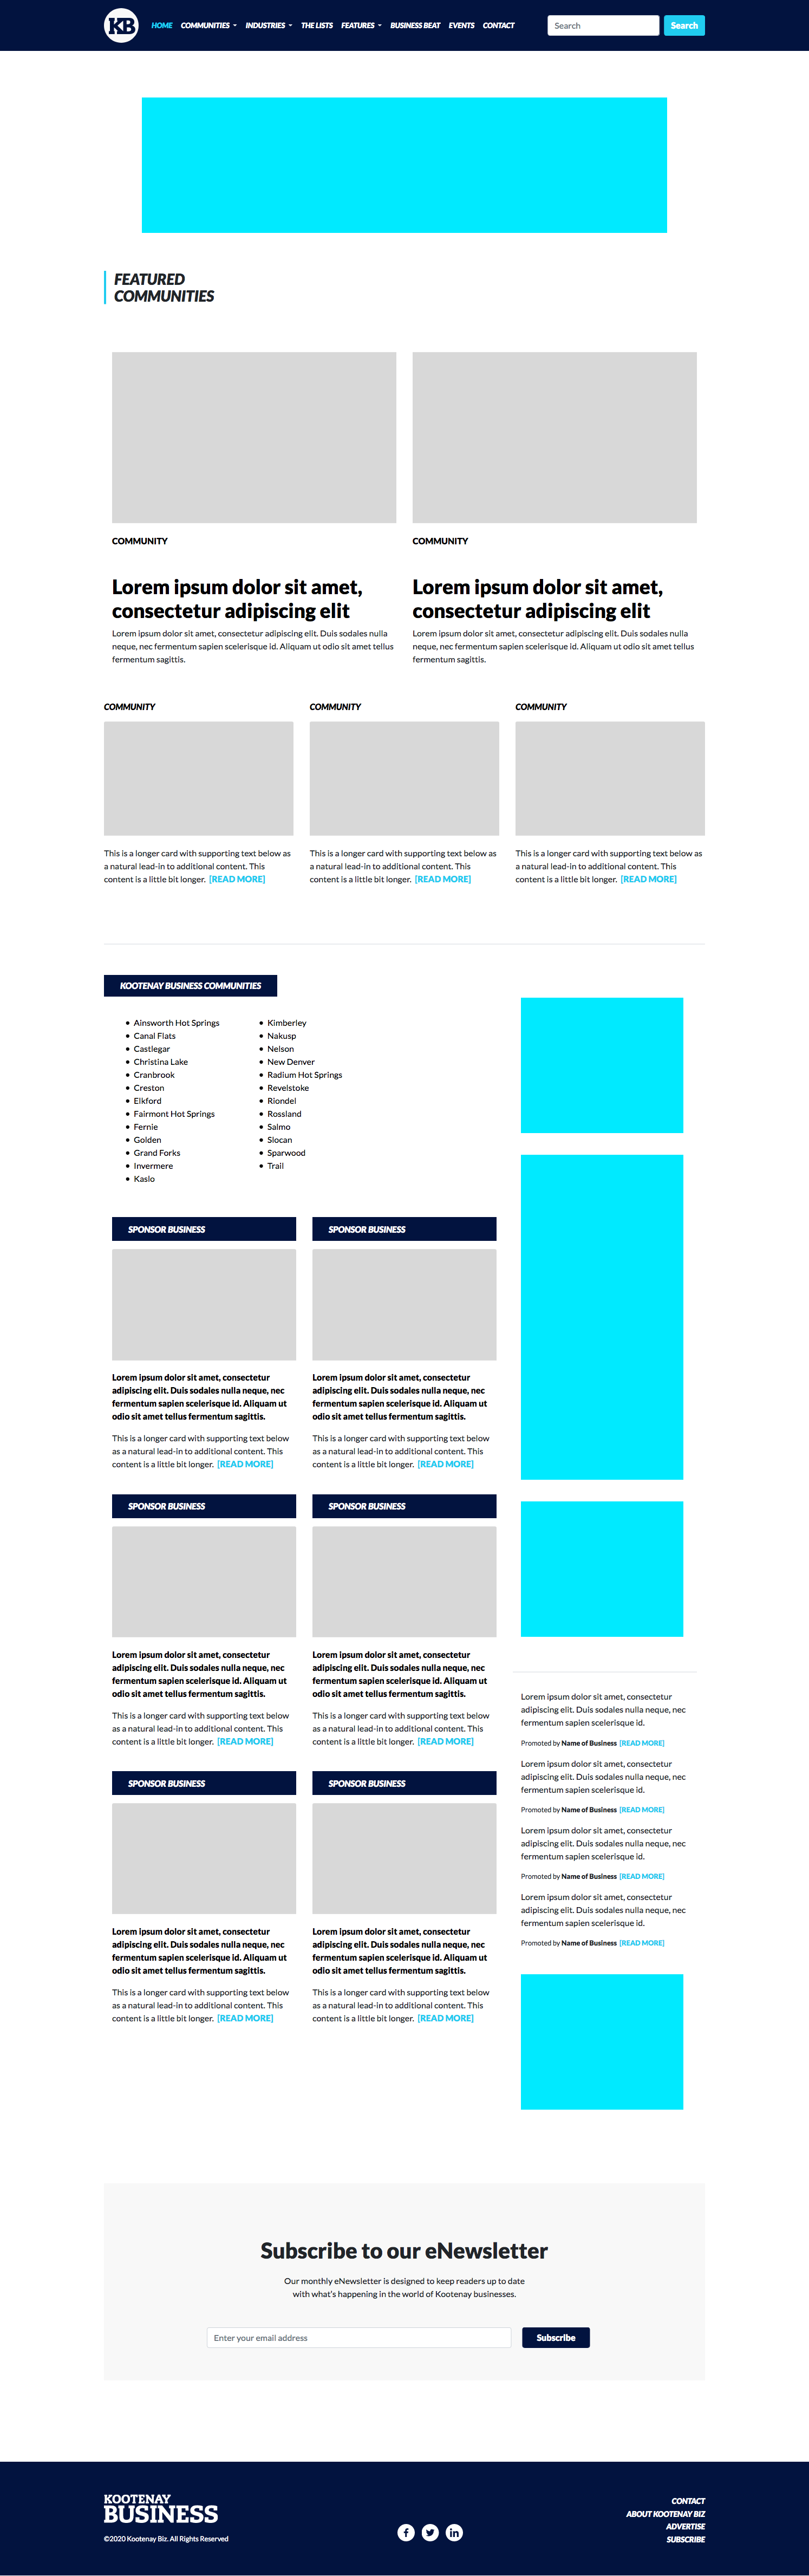 KB
HOME COMMUNITIES INDUSTRIES THE LISTS FEATURES BUSINESS BEAT EVENTS CONTACT
Search
Search
FEATURED
COMMUNITIES
COMMUNITY
Lorem ipsum dolor sit amet,
consectetur adipiscing elit
Lorem ipsum dolor sit amet, consectetur adipiscing elit. Duis sodales nulla
neque, nec fermentum sapien scelerisque id. Aliquam ut odio sit amet tellus
fermentum sagittis.
COMMUNITY
Lorem ipsum dolor sit amet,
consectetur adipiscing elit
Lorem ipsum dolor sit amet, consectetur adipiscing elit. Duis sodales nulla
neque, nec fermentum sapien scelerisque id. Aliquam ut odio sit amet tellus
fermentum sagittis.
COMMUNITY
This is a longer card with supporting text below as
a natural lead-in to additional content. This
content is a little bit longer. [READ MORE]
COMMUNITY
This is a longer card with supporting text below as
a natural lead-in to additional content. This
content is a little bit longer. [READ MORE]
COMMUNITY
This is a longer card with supporting text below as
a natural lead-in to additional content. This
content is a little bit longer. [READ MORE]
KOOTENAY BUSINESS COMMUNITIES
Ainsworth Hot Springs
Canal Flats
Castlegar
Christina Lake
Cranbrook
Creston
Elkford
Fairmont Hot Springs
Fernie
Golden
Grand Forks
Invermere
Kaslo
Kimberley
Nakusp
Nelson
New Denver
Radium Hot Springs
Revelstoke
Riondel
Rossland
Salmo
Slocan
Sparwood
Trail
SPONSOR BUSINESS
Lorem ipsum dolor sit amet, consectetur
adipiscing elit. Duis sodales nulla neque, nec
fermentum sapien scelerisque id. Aliquam ut
odio sit amet tellus fermentum sagittis.
This is a longer card with supporting text below
as a natural lead-in to additional content. This
content is a little bit longer. [READ MORE]
SPONSOR BUSINESS
Lorem ipsum dolor sit amet, consectetur
adipiscing elit. Duis sodales nulla neque, nec
fermentum sapien scelerisque id. Aliquam ut
odio sit amet tellus fermentum sagittis.
This is a longer card with supporting text below
as a natural lead-in to additional content. This
content is a little bit longer. [READ MORE]
SPONSOR BUSINESS
Lorem ipsum dolor sit amet, consectetur
adipiscing elit. Duis sodales nulla neque, nec
fermentum sapien scelerisque id. Aliquam ut
odio sit amet tellus fermentum sagittis.
This is a longer card with supporting text below
as a natural lead-in to additional content. This
content is a little bit longer. [READ MORE]
SPONSOR BUSINESS
Lorem ipsum dolor sit amet, consectetur
adipiscing elit. Duis sodales nulla neque, nec
fermentum sapien scelerisque id. Aliquam ut
odio sit amet tellus fermentum sagittis.
This is a longer card with supporting text below
as a natural lead-in to additional content. This
content is a little bit longer. [READ MORE]
SPONSOR BUSINESS
Lorem ipsum dolor sit amet, consectetur
adipiscing elit. Duis sodales nulla neque, nec
fermentum sapien scelerisque id. Aliquam ut
odio sit amet tellus fermentum sagittis.
This is a longer card with supporting text below
as a natural lead-in to additional content. This
content is a little bit longer. [READ MORE]
SPONSOR BUSINESS
Lorem ipsum dolor sit amet, consectetur
adipiscing elit. Duis sodales nulla neque, nec
fermentum sapien scelerisque id. Aliquam ut
odio sit amet tellus fermentum sagittis.
This is a longer card with supporting text below
as a natural lead-in to additional content. This
content is a little bit longer. [READ MORE]
Lorem ipsum dolor sit amet, consectetur
adipiscing elit. Duis sodales nulla neque, nec
fermentum sapien scelerisque id.
Promoted by Name of Business [READ MORE]
Lorem ipsum dolor sit amet, consectetur
adipiscing elit. Duis sodales nulla neque, nec
fermentum sapien scelerisque id.
Promoted by Name of Business [READ MORE]
Lorem ipsum dolor sit amet, consectetur
adipiscing elit. Duis sodales nulla neque, nec
fermentum sapien scelerisque id.
Promoted by Name of Business [READ MORE]
Lorem ipsum dolor sit amet, consectetur
adipiscing elit. Duis sodales nulla neque, nec
fermentum sapien scelerisque id.
Promoted by Name of Business [READ MORE]
Subscribe to our eNewsletter
Our monthly eNewsletter is designed to keep readers up to date
with what's happening in the world of Kootenay businesses.
Enter your email address
Subscribe
KOOTENAY
BUSINESS
©2020 Kootenay Biz. All Rights Reserved
CONTACT
ABOUT KOOTENAY BIZ
ADVERTISE
SUBSCRIBE